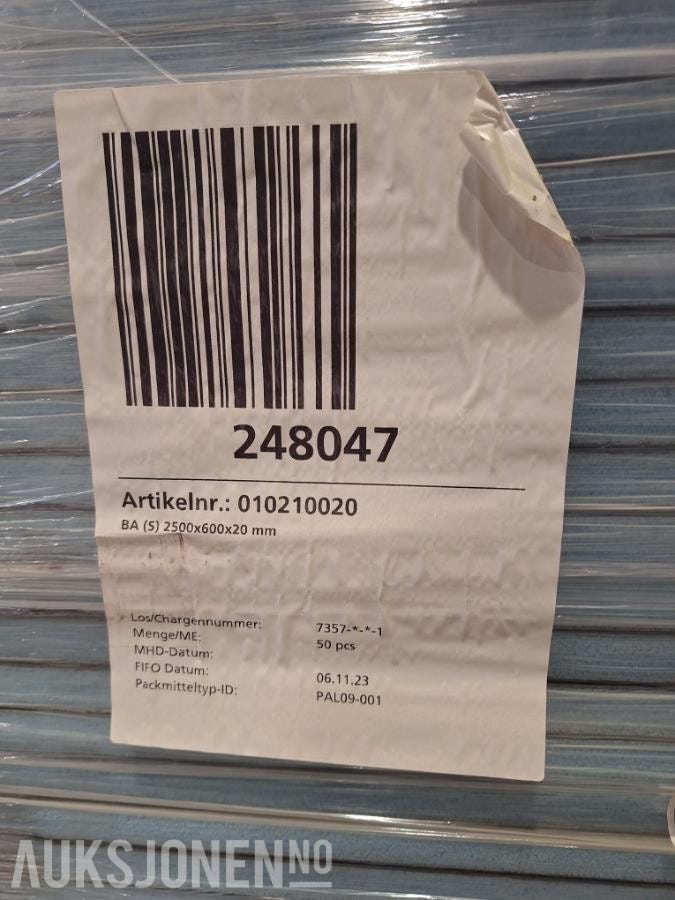 248047
Artikelnr.: 010210020
BA (S) 2500x600x20 mm
Los/Chargennummer: 7357-*-*-1
Menge/ME: 50 pcs
MHD-Datum:
FIFO Datum: 06.11.23
Packmitteltyp-ID: PAL09-001
AUKSJONEN.NO